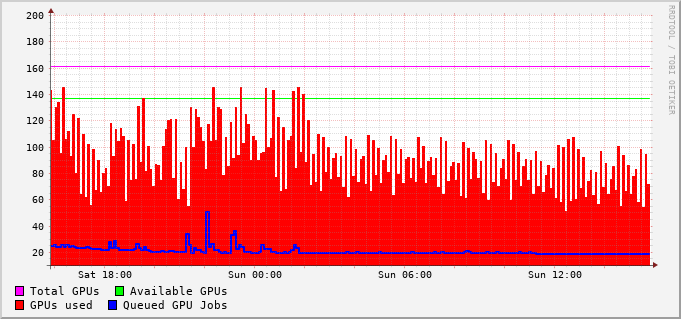 200
180
160
140
120
100
80
60
40
20
Sat 18:00 Sun 00:00 Sun 06:00 Sun 12:00
Total GPUs Available GPUs
GPUs used Queued GPU Jobs
RRDTOOL / TOBI OETIKER